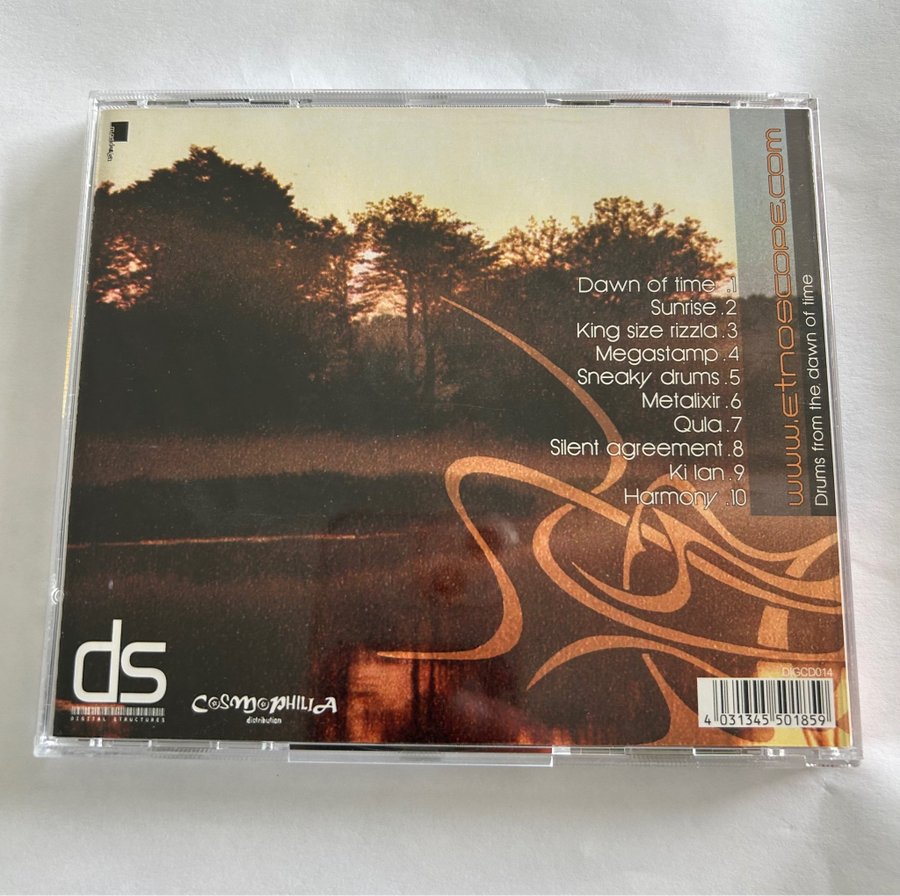 Dawn of time .1
Sunrise .2
King size rizzla .3
Megastamp .4
Sneaky drums .5
Metalixir .6
Qula .7
Silent agreement .8
Ki lan .9
Harmony .10
www.etnoscope.com
Drums from the dawn of time
ds
DIGITAL STRUCTURES
COSMOPHILIA
distribution
DIGCD014
4 031345 501859